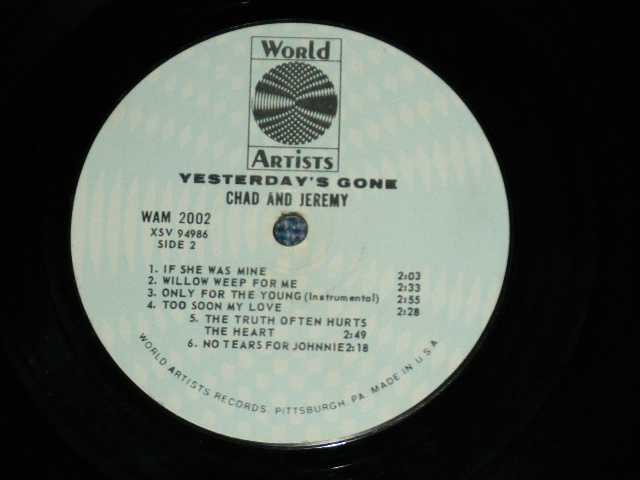 World
Artists
YESTERDAY'S GONE
CHAD AND JEREMY
WAM 2002
XSV 94986
SIDE 2
1. IF SHE WAS MINE 2:03
2. WILLOW WEEP FOR ME 2:33
3. ONLY FOR THE YOUNG (Instrumental) 2:55
4. TOO SOON MY LOVE 2:28
5. THE TRUTH OFTEN HURTS
THE HEART 2:49
6. NO TEARS FOR JOHNNIE 2:18
WORLD ARTISTS RECORDS, PITTSBURGH, PA. MADE IN U.S.A.